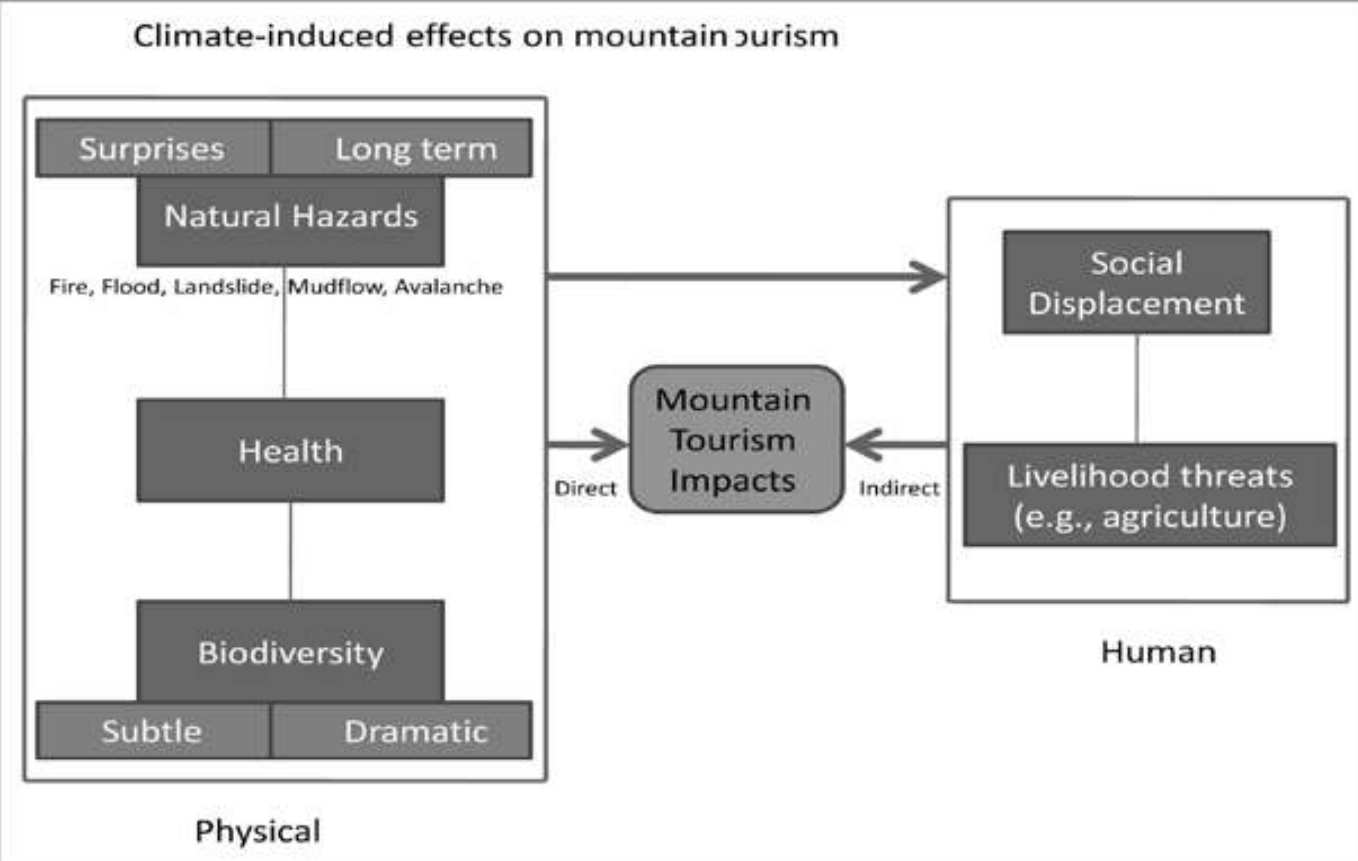 Climate-induced effects on mountain ourism
Surprises
Long term
Natural Hazards
Fire, Flood, Landslide, Mudflow, Avalanche
Health
Biodiversity
Subtle
Dramatic
Physical
Direct
Mountain
Tourism
Impacts
Indirect
Social
Displacement
Livelihood threats
(e.g., agriculture)
Human